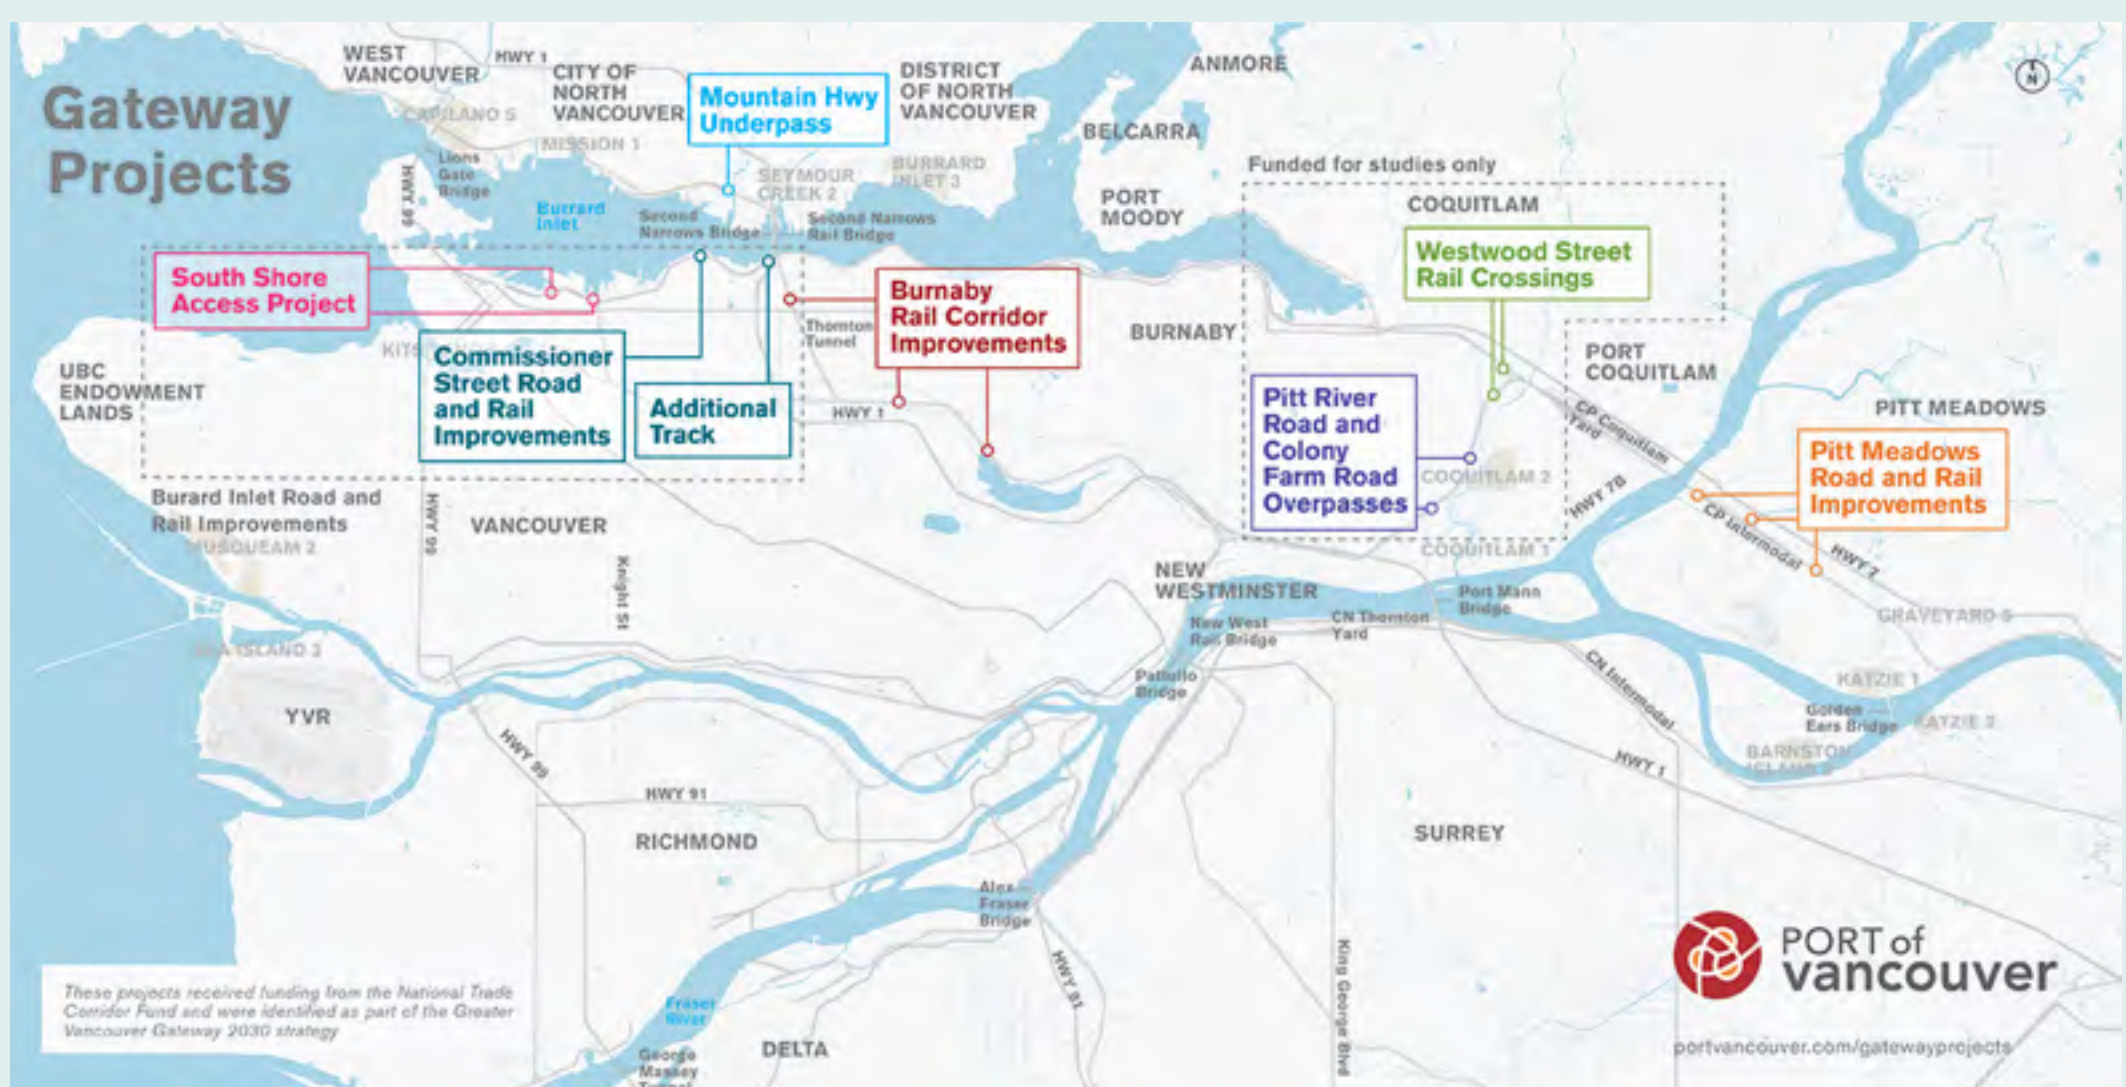 Gateway
Projects
WEST
VANCOUVER
HWY 1
CITY OF
NORTH
VANCOUVER
CAPILANO 5
MISSION 1
Mountain Hwy
Underpass
DISTRICT
OF NORTH
VANCOUVER
ANMORE
N
BELCARRA
Lions
Gate
Bridge
HWY 99
SEYMOUR
CREEK 2
BURRARD
INLET 3
PORT
MOODY
Funded for studies only
COQUITLAM
Burrard
Inlet
Second
Narrows Bridge
Second Narrows
Rail Bridge
South Shore
Access Project
Westwood Street
Rail Crossings
Burnaby
Rail Corridor
Improvements
Thornton
Tunnel
BURNABY
Commissioner
Street Road
and Rail
Improvements
Additional
Track
HWY 1
UBC
ENDOWMENT
LANDS
PORT
COQUITLAM
PITT MEADOWS
Pitt River
Road and
Colony
Farm Road
Overpasses
CP Coquitlam
Yard
COQUITLAM 2
Pitt Meadows
Road and Rail
Improvements
HWY 7B
CP Intermodal
HWY 7
Burard Inlet Road and
Rail Improvements
MUSQUEAM 2
HWY 99
VANCOUVER
Knight St
COQUITLAM 1
NEW
WESTMINSTER
New West
Rail Bridge
CN Thornton
Yard
Port Mann
Bridge
GRAVEYARD 5
SEA ISLAND 3
YVR
Pattullo
Bridge
CN Intermodal
KATZIE 1
Golden
Ears Bridge
KATZIE 2
BARNSTON
HWY 99
HWY 1
HWY 91
RICHMOND
SURREY
Alex
Fraser
Bridge
HWY 91
King George Blvd
PORT of
vancouver
portvancouver.com/gatewayprojects
These projects received funding from the National Trade
Corridor Fund and were identified as part of the Greater
Vancouver Gateway 2030 strategy
Fraser
River
George
Massey
Tunnel
DELTA